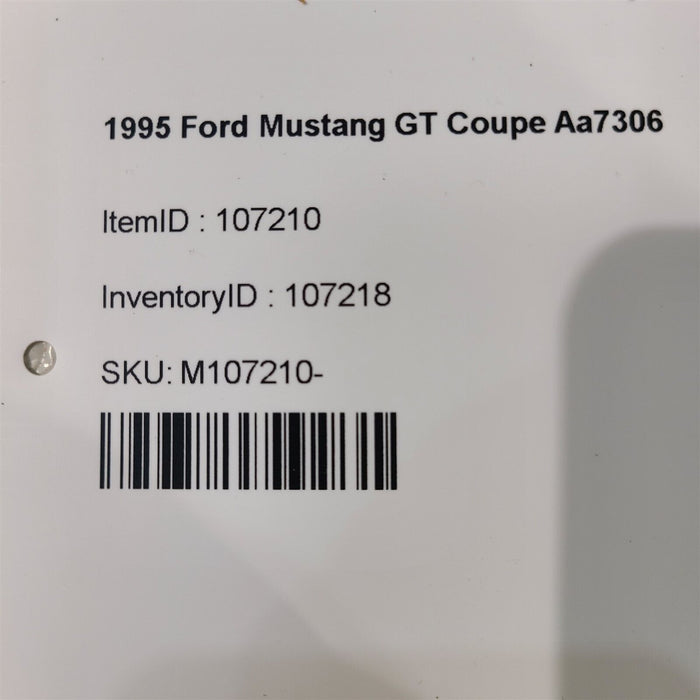 1995 Ford Mustang GT Coupe Aa7306
ItemID : 107210
InventoryID : 107218
SKU: M107210-